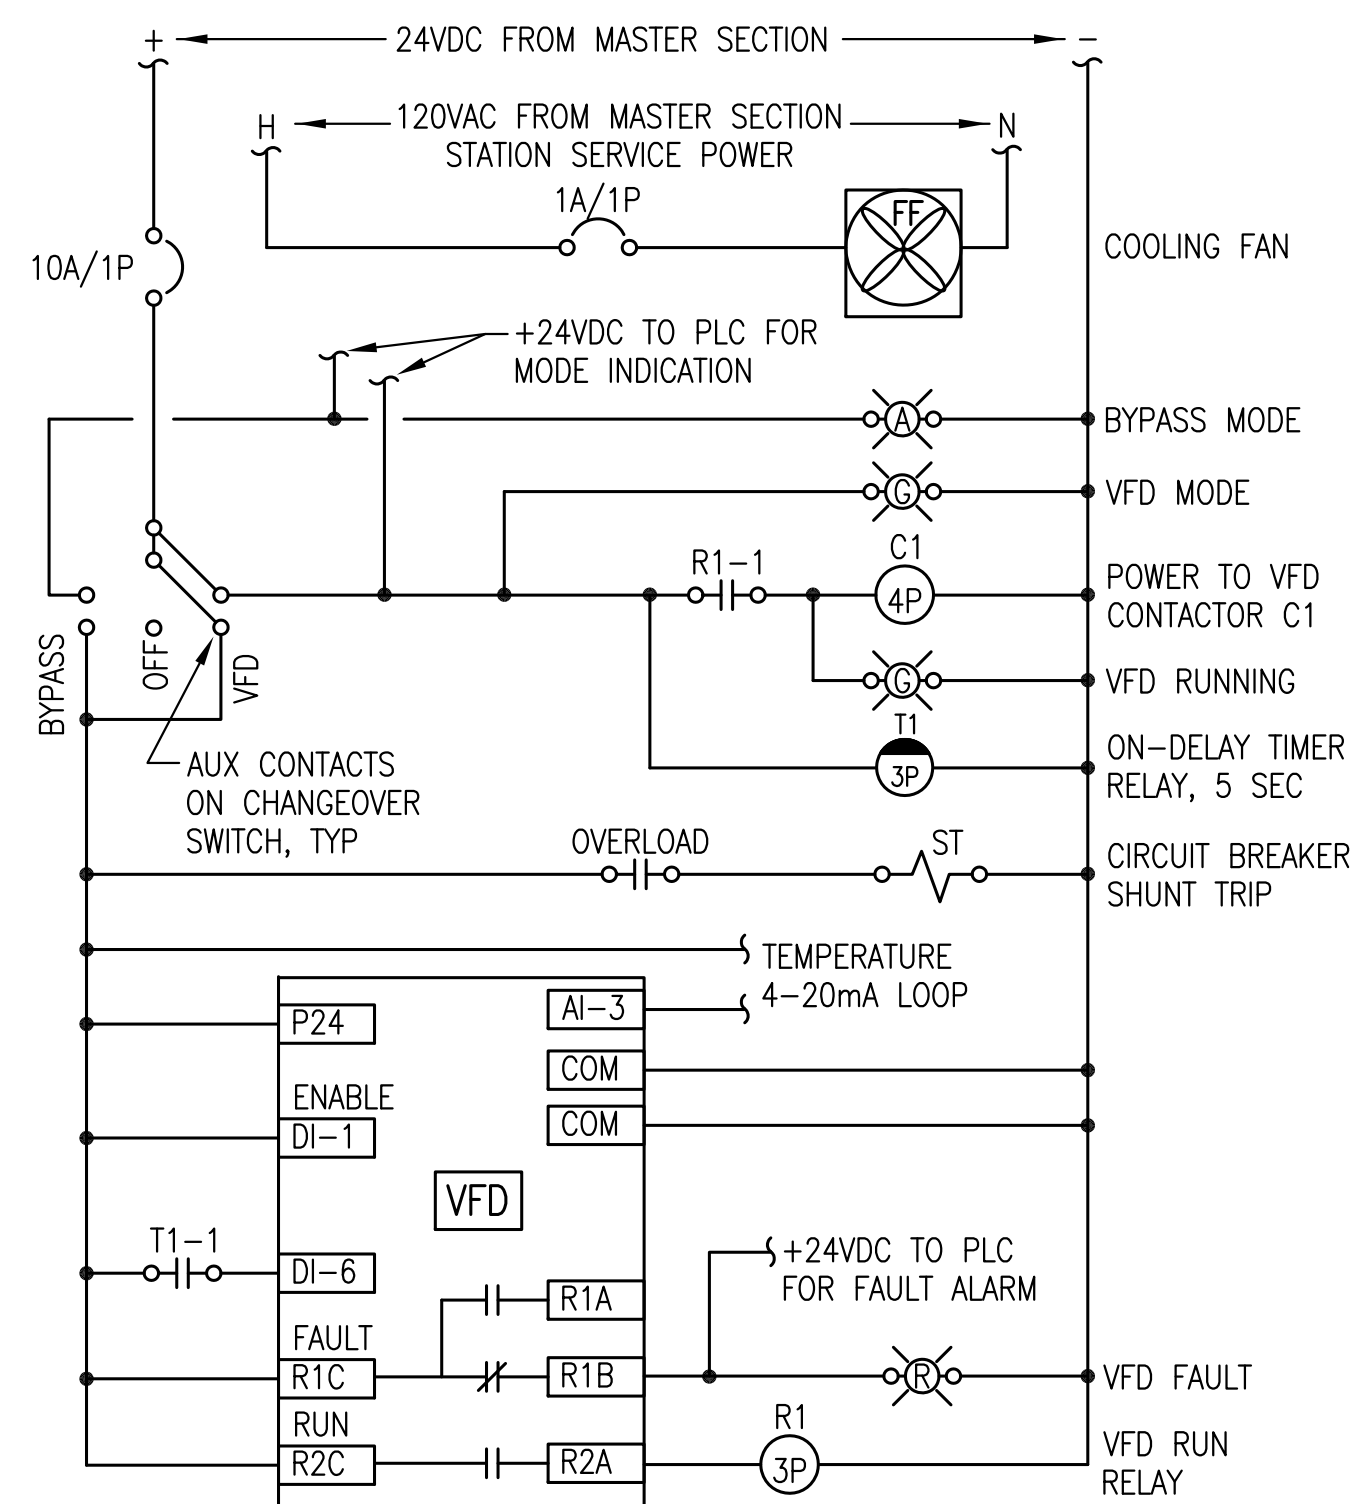 + 24VDC FROM MASTER SECTION -
H 120VAC FROM MASTER SECTION N
STATION SERVICE POWER
1A/1P
FF
10A/1P
COOLING FAN
+24VDC TO PLC FOR
MODE INDICATION
A
BYPASS MODE
G
VFD MODE
R1-1
C1
4P
POWER TO VFD
CONTACTOR C1
BYPASS
OFF
VFD
G
VFD RUNNING
T1
3P
ON-DELAY TIMER
RELAY, 5 SEC
AUX CONTACTS
ON CHANGEOVER
SWITCH, TYP
OVERLOAD
ST
CIRCUIT BREAKER
SHUNT TRIP
TEMPERATURE
4-20mA LOOP
P24
AI-3
COM
ENABLE
DI-1
COM
VFD
T1-1
DI-6
+24VDC TO PLC
FOR FAULT ALARM
R1A
FAULT
R1C
R1B
R
VFD FAULT
RUN
R2C
R2A
R1
3P
VFD RUN
RELAY